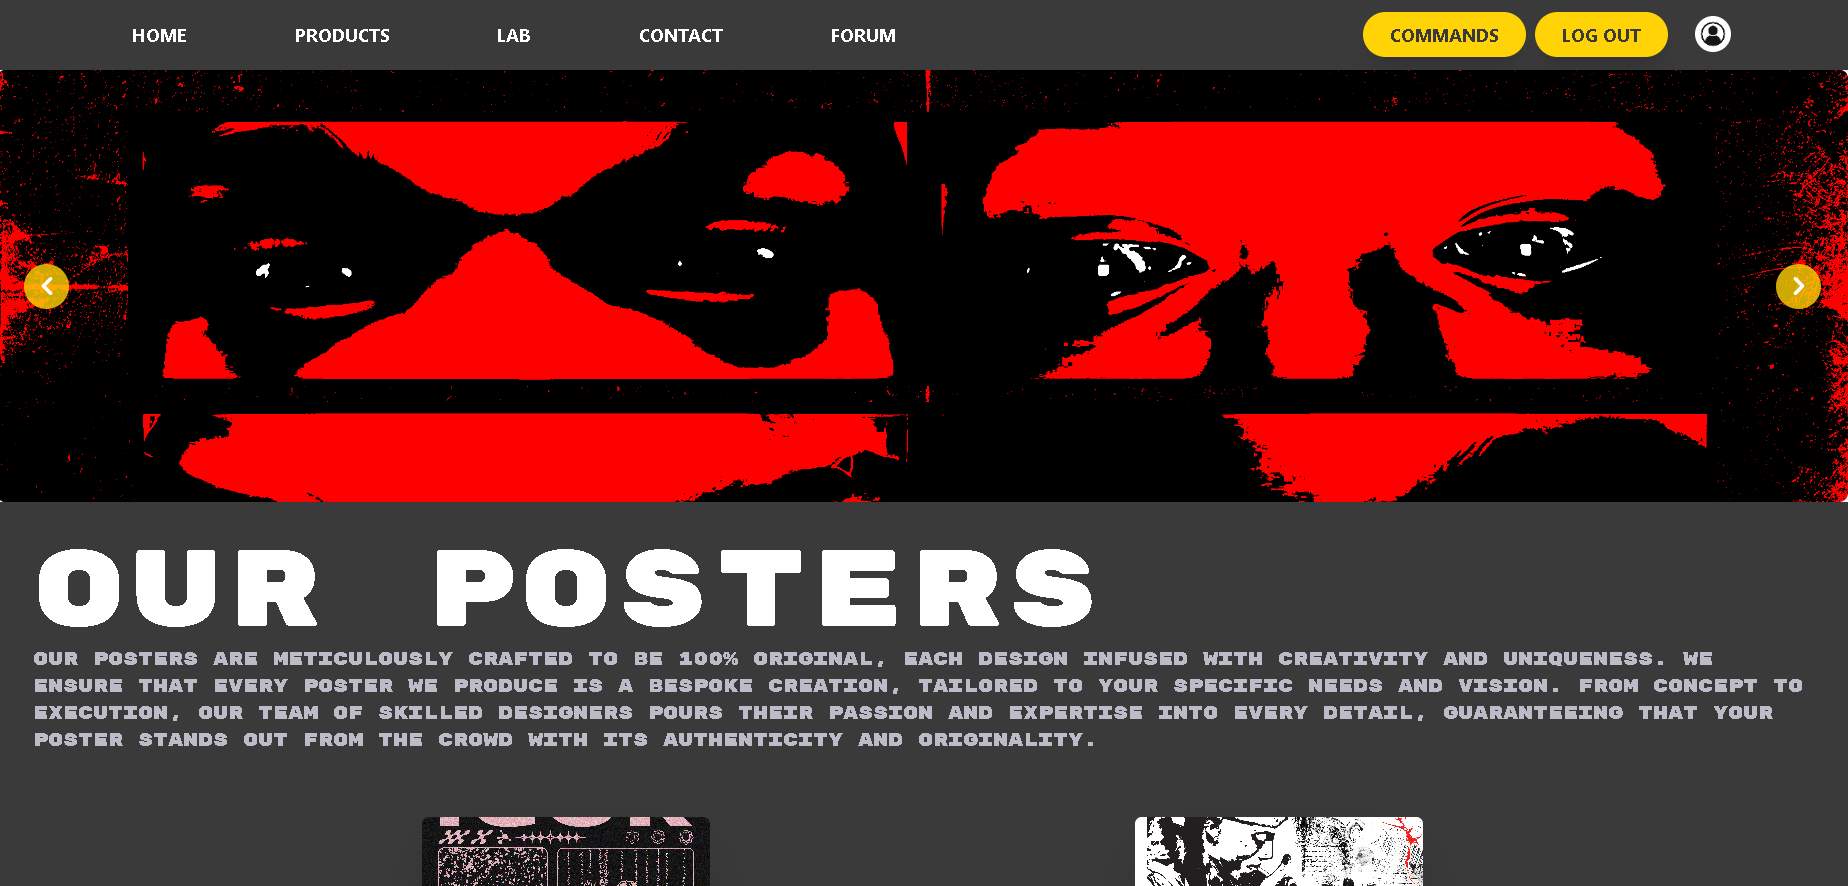 HOME PRODUCTS LAB CONTACT FORUM COMMANDS LOG OUT
OUR POSTERS
OUR POSTERS ARE METICULOUSLY CRAFTED TO BE 100% ORIGINAL, EACH DESIGN INFUSED WITH CREATIVITY AND UNIQUENESS. WE
ENSURE THAT EVERY POSTER WE PRODUCE IS A BESPOKE CREATION, TAILORED TO YOUR SPECIFIC NEEDS AND VISION. FROM CONCEPT TO
EXECUTION, OUR TEAM OF SKILLED DESIGNERS POURS THEIR PASSION AND EXPERTISE INTO EVERY DETAIL, GUARANTEEING THAT YOUR
POSTER STANDS OUT FROM THE CROWD WITH ITS AUTHENTICITY AND ORIGINALITY.